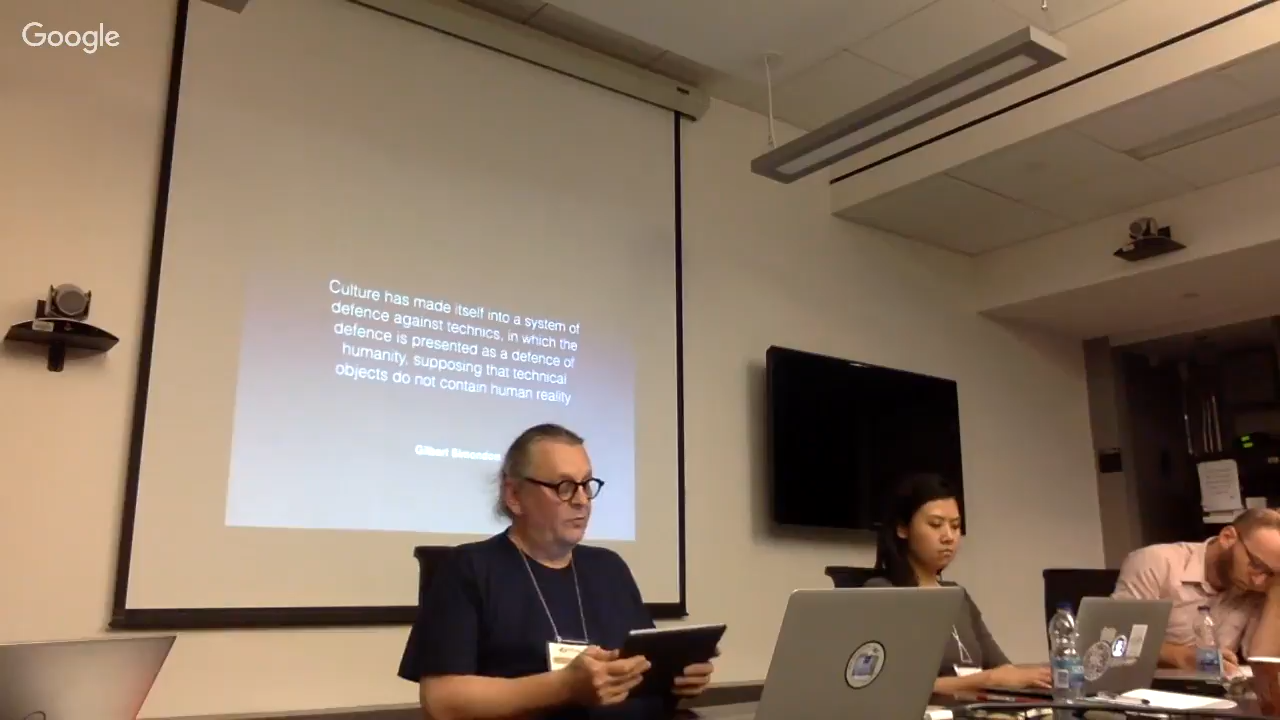 Google
Culture has made itself into a system of
defence against technics, in which the
defence is presented as a defence of
humanity, supposing that technical
objects do not contain human reality
Gilbert Simondon